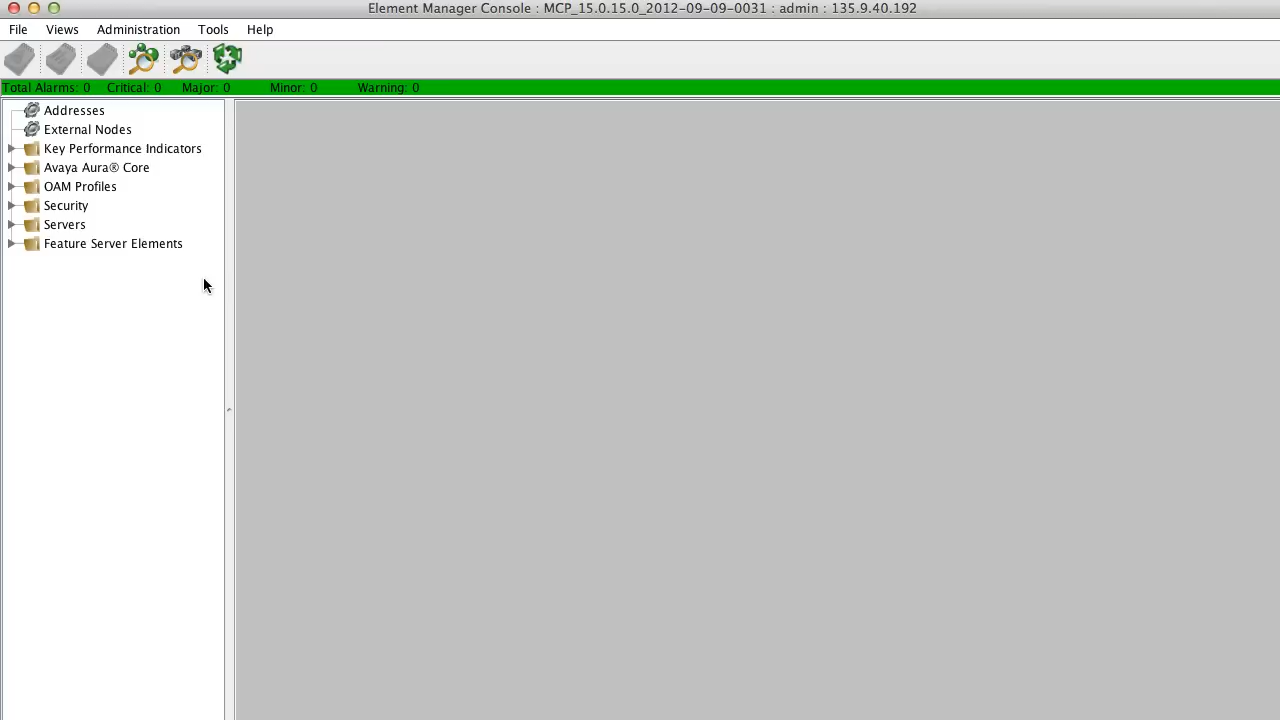 Element Manager Console : MCP_15.0.15.0_2012-09-09-0031 : admin : 135.9.40.192
File Views Administration Tools Help
Total Alarms: 0 Critical: 0 Major: 0 Minor: 0 Warning: 0
Addresses
External Nodes
Key Performance Indicators
Avaya Aura® Core
OAM Profiles
Security
Servers
Feature Server Elements